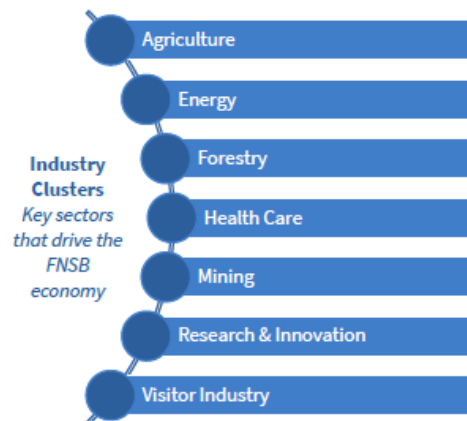 Agriculture
Energy
Forestry
Industry
Clusters
Key sectors
that drive the
FNSB
economy
Health Care
Mining
Research & Innovation
Visitor Industry